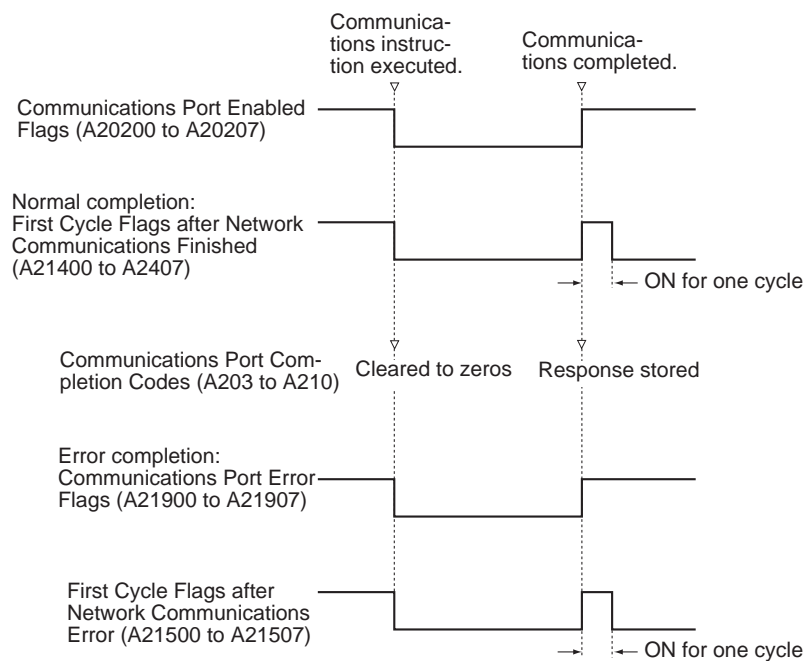 Communica-
tions instruc-
tion executed.
Communica-
tions completed.
Communications Port Enabled
Flags (A20200 to A20207)
Normal completion:
First Cycle Flags after Network
Communications Finished
(A21400 to A2407)
ON for one cycle
Communications Port Com-
pletion Codes (A203 to A210)
Cleared to zeros
Response stored
Error completion:
Communications Port Error
Flags (A21900 to A21907)
First Cycle Flags after
Network Communications
Error (A21500 to A21507)
ON for one cycle